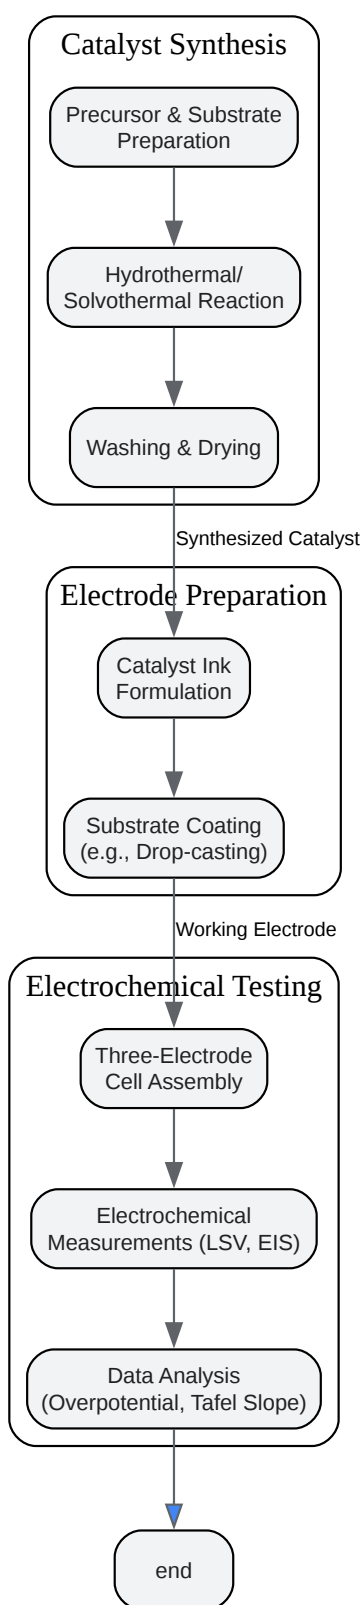 Catalyst Synthesis
Precursor & Substrate
Preparation
Hydrothermal/
Solvothermal Reaction
Washing & Drying
Synthesized Catalyst
Electrode Preparation
Catalyst Ink
Formulation
Substrate Coating
(e.g., Drop-casting)
Working Electrode
Electrochemical Testing
Three-Electrode
Cell Assembly
Electrochemical
Measurements (LSV, EIS)
Data Analysis
(Overpotential, Tafel Slope)
end